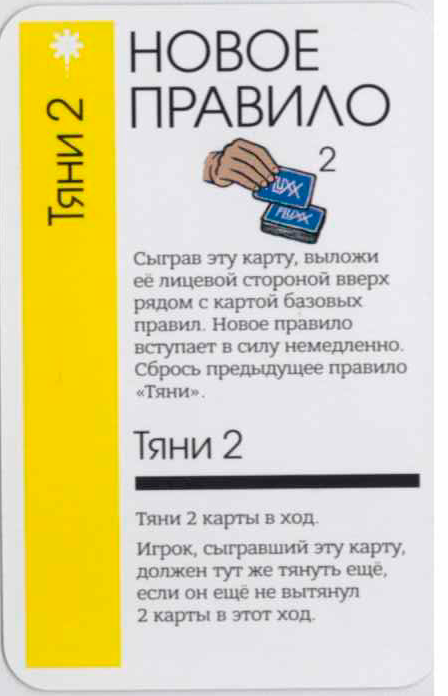 Тяни 2
НОВОЕ
ПРАВИЛО
2
LUXX
FLUXX
Сыграв эту карту, выложи
её лицевой стороной вверх
рядом с картой базовых
правил. Новое правило
вступает в силу немедленно.
Сбрось предыдущее правило
«Тяни».
Тяни 2
Тяни 2 карты в ход.
Игрок, сыгравший эту карту,
должен тут же тянуть ещё,
если он ещё не вытянул
2 карты в этот ход.